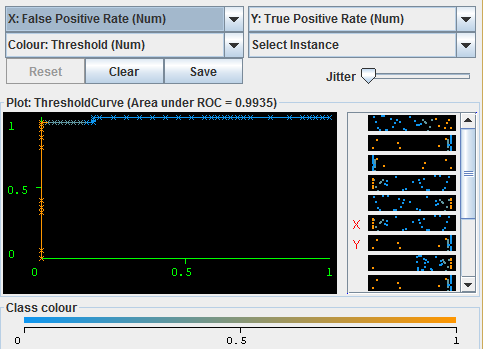 X: False Positive Rate (Num) Y: True Positive Rate (Num)
Colour: Threshold (Num) Select Instance
Reset Clear Save Jitter
Plot: ThresholdCurve (Area under ROC = 0.9935)
1
0.5
0
0 0.5 1
X
Y
Class colour
0 0.5 1